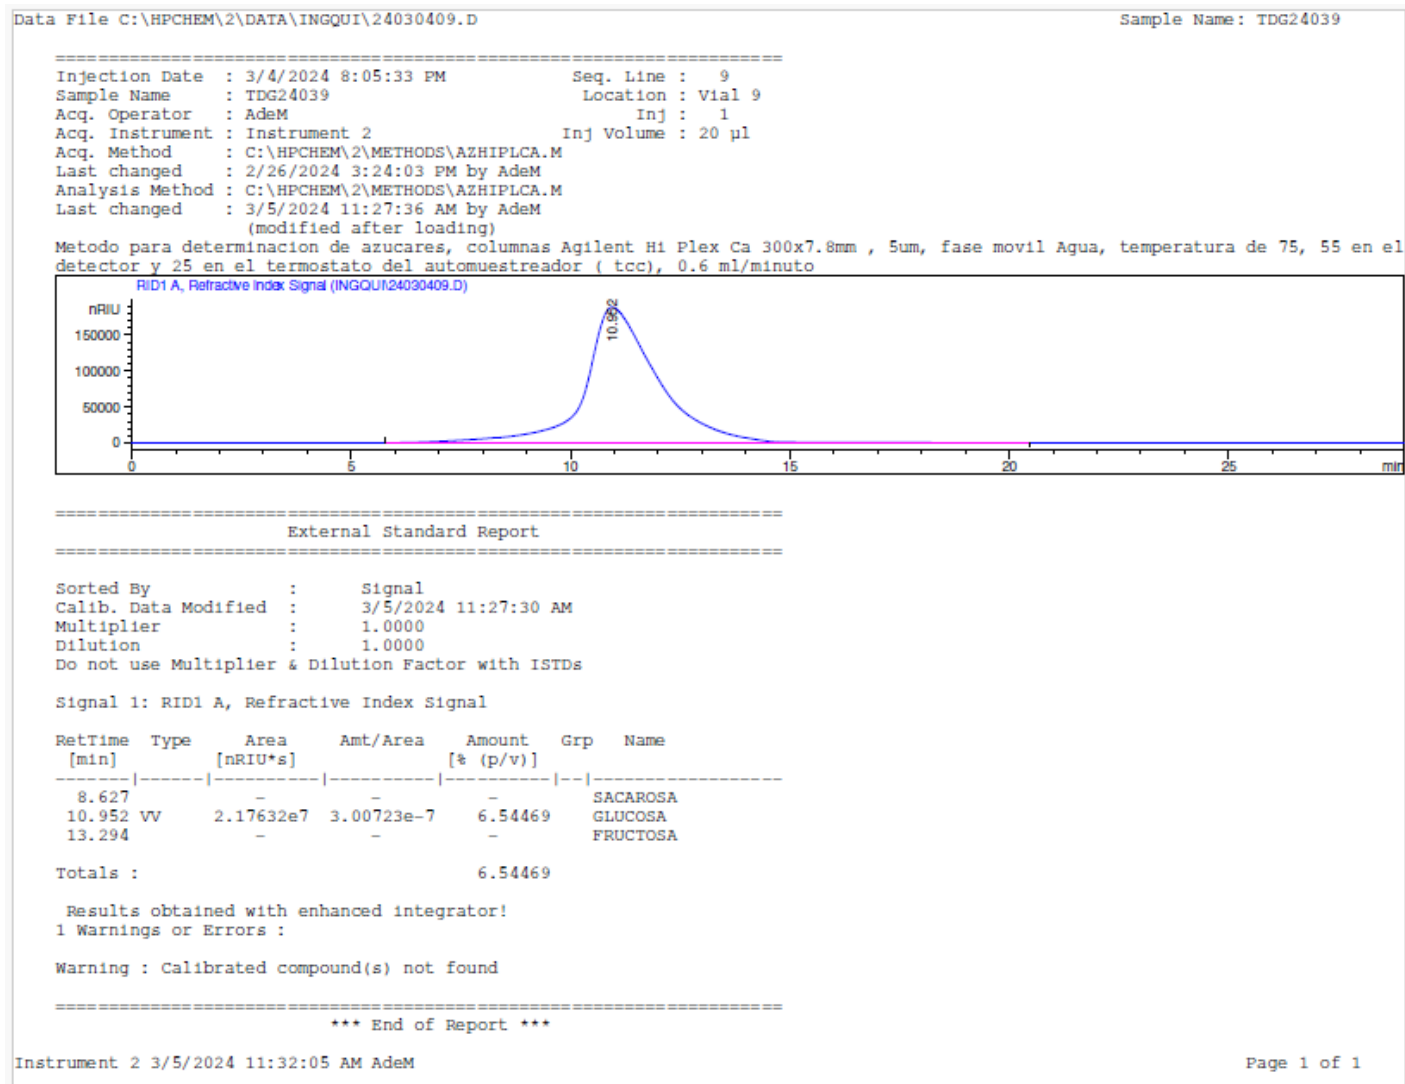 Data File C:\HPCHEM\2\DATA\INGQUI\24030409.D Sample Name: TDG24039
=====================================================================
Injection Date : 3/4/2024 8:05:33 PM Seq. Line : 9
Sample Name : TDG24039 Location : Vial 9
Acq. Operator : AdeM Inj : 1
Acq. Instrument : Instrument 2 Inj Volume : 20 µl
Acq. Method : C:\HPCHEM\2\METHODS\AZHIPLCA.M
Last changed : 2/26/2024 3:24:03 PM by AdeM
Analysis Method : C:\HPCHEM\2\METHODS\AZHIPLCA.M
Last changed : 3/5/2024 11:27:36 AM by AdeM
(modified after loading)
Metodo para determinacion de azucares, columnas Agilent Hi Plex Ca 300x7.8mm , 5um, fase movil Agua, temperatura de 75, 55 en el
detector y 25 en el termostato del automuestreador ( tcc), 0.6 ml/minuto
RID1 A, Refractive Index Signal (INGQUI\24030409.D)
nRIU
10.952
150000
100000
50000
0
0 5 10 15 20 25 min
=====================================================================
External Standard Report
=====================================================================
Sorted By : Signal
Calib. Data Modified : 3/5/2024 11:27:30 AM
Multiplier : 1.0000
Dilution : 1.0000
Do not use Multiplier & Dilution Factor with ISTDs
Signal 1: RID1 A, Refractive Index Signal
RetTime Type Area Amt/Area Amount Grp Name
[min] [nRIU*s] [% (p/v)]
-------|------|----------|----------|----------|--|------------------
8.627 - - - SACAROSA
10.952 VV 2.17632e7 3.00723e-7 6.54469 GLUCOSA
13.294 - - - FRUCTOSA
Totals : 6.54469
Results obtained with enhanced integrator!
1 Warnings or Errors :
Warning : Calibrated compound(s) not found
=====================================================================
*** End of Report ***
Instrument 2 3/5/2024 11:32:05 AM AdeM Page 1 of 1